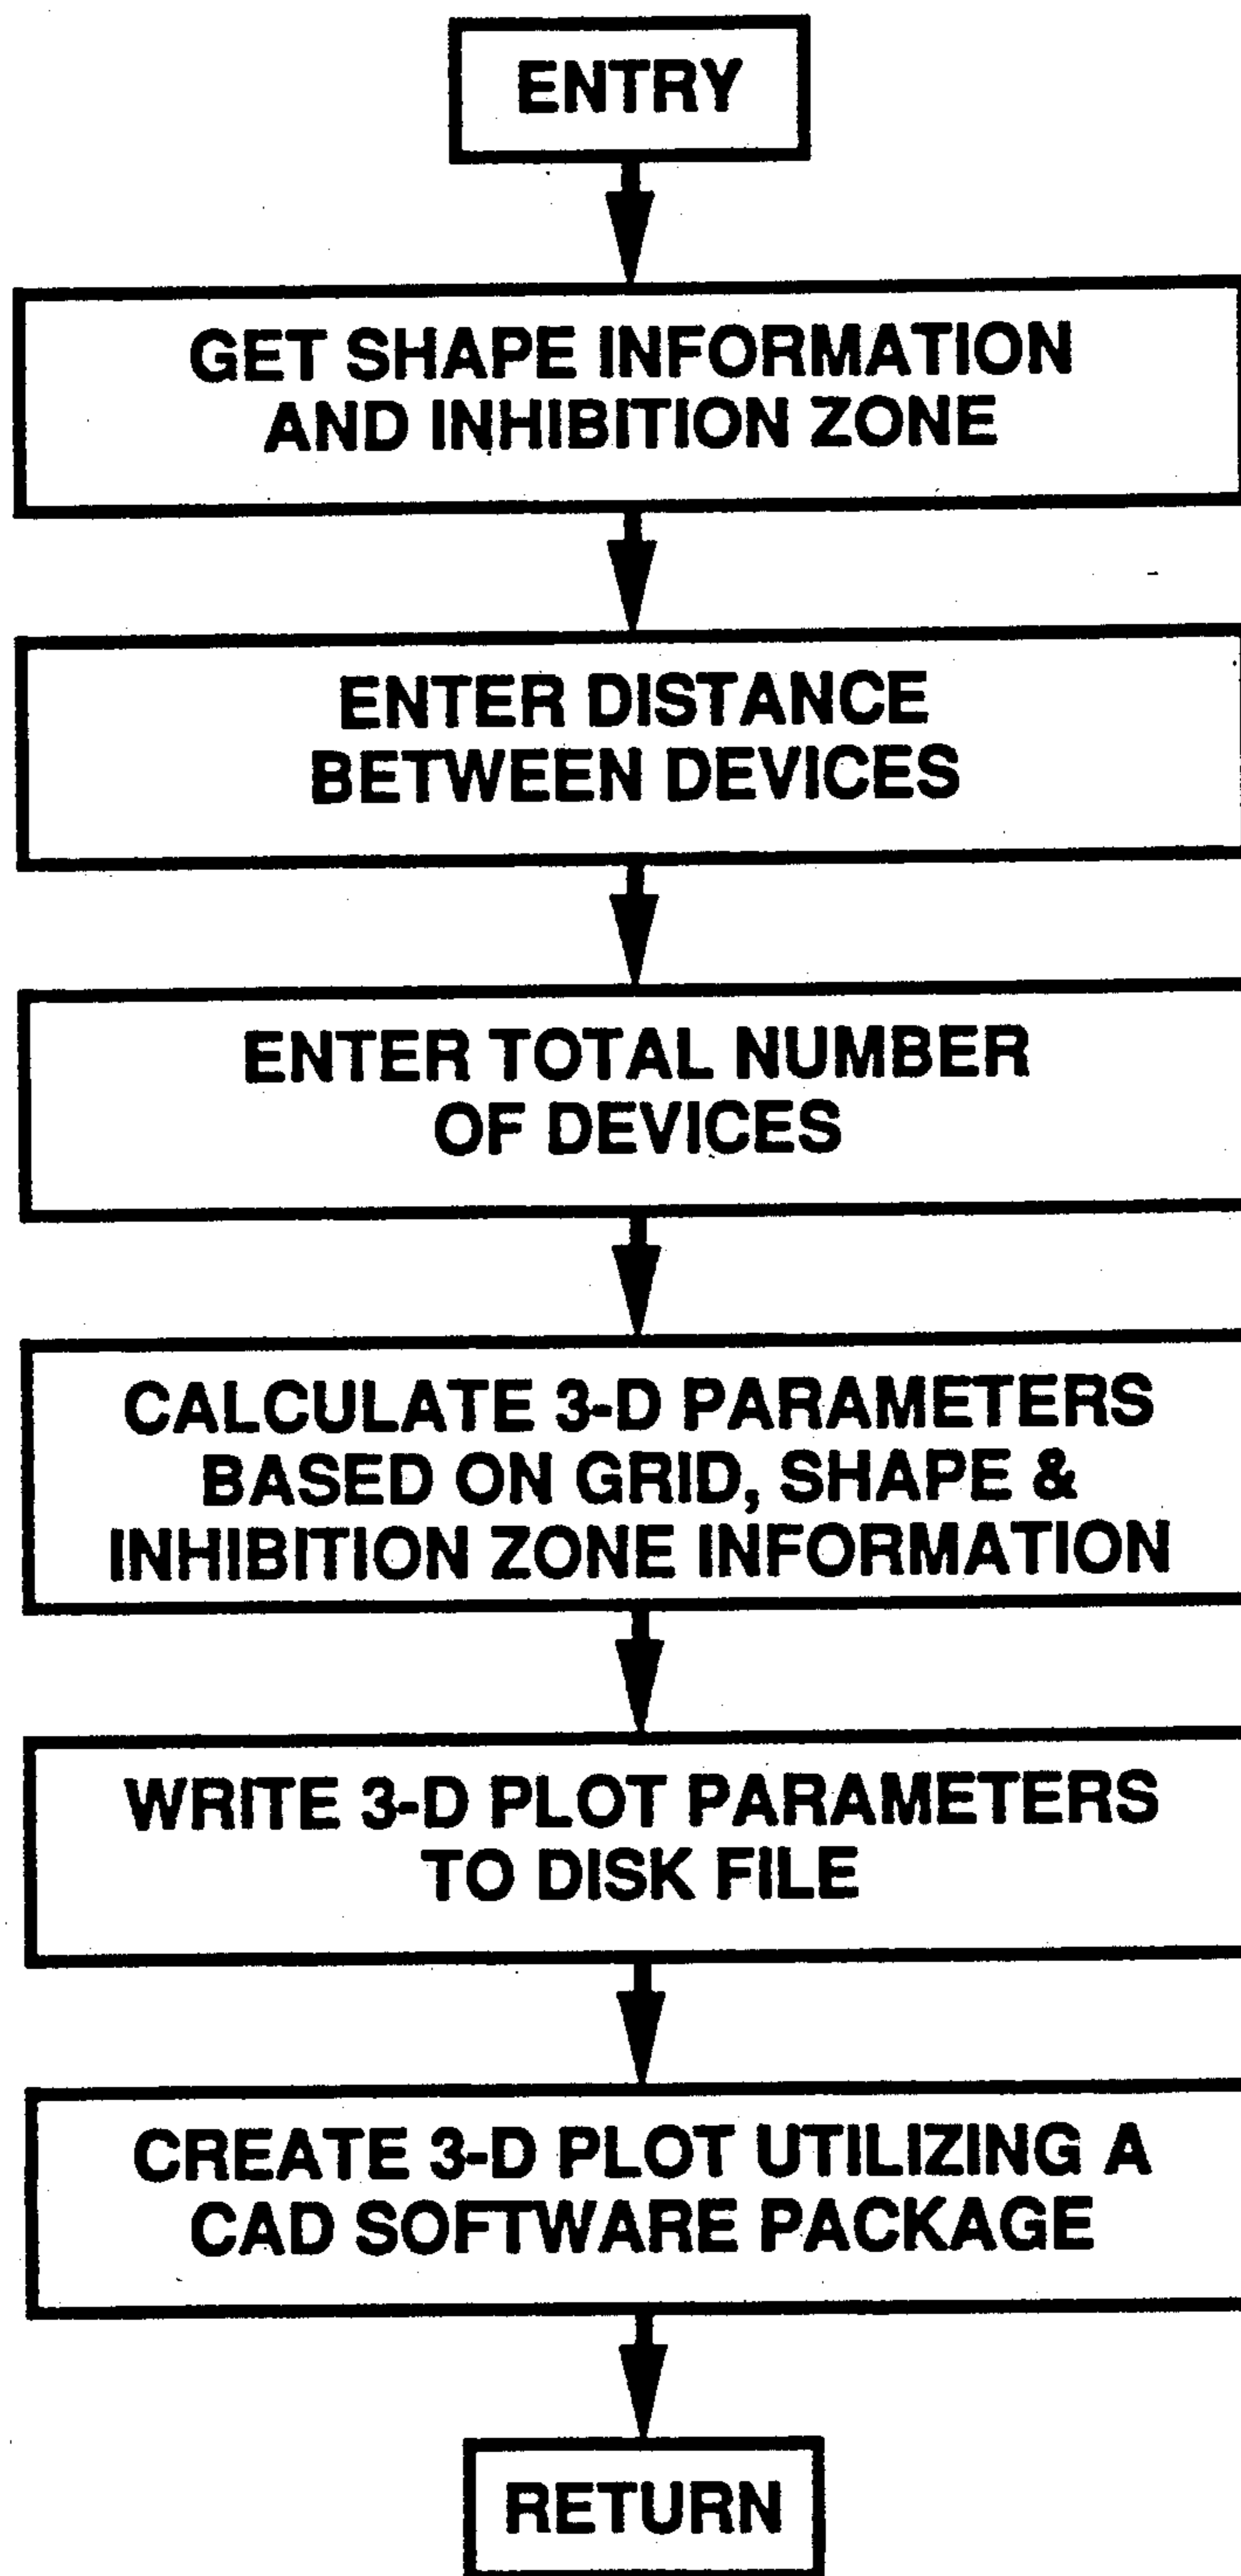 ENTRY
GET SHAPE INFORMATION
AND INHIBITION ZONE
ENTER DISTANCE
BETWEEN DEVICES
ENTER TOTAL NUMBER
OF DEVICES
CALCULATE 3-D PARAMETERS
BASED ON GRID, SHAPE &
INHIBITION ZONE INFORMATION
WRITE 3-D PLOT PARAMETERS
TO DISK FILE
CREATE 3-D PLOT UTILIZING A
CAD SOFTWARE PACKAGE
RETURN